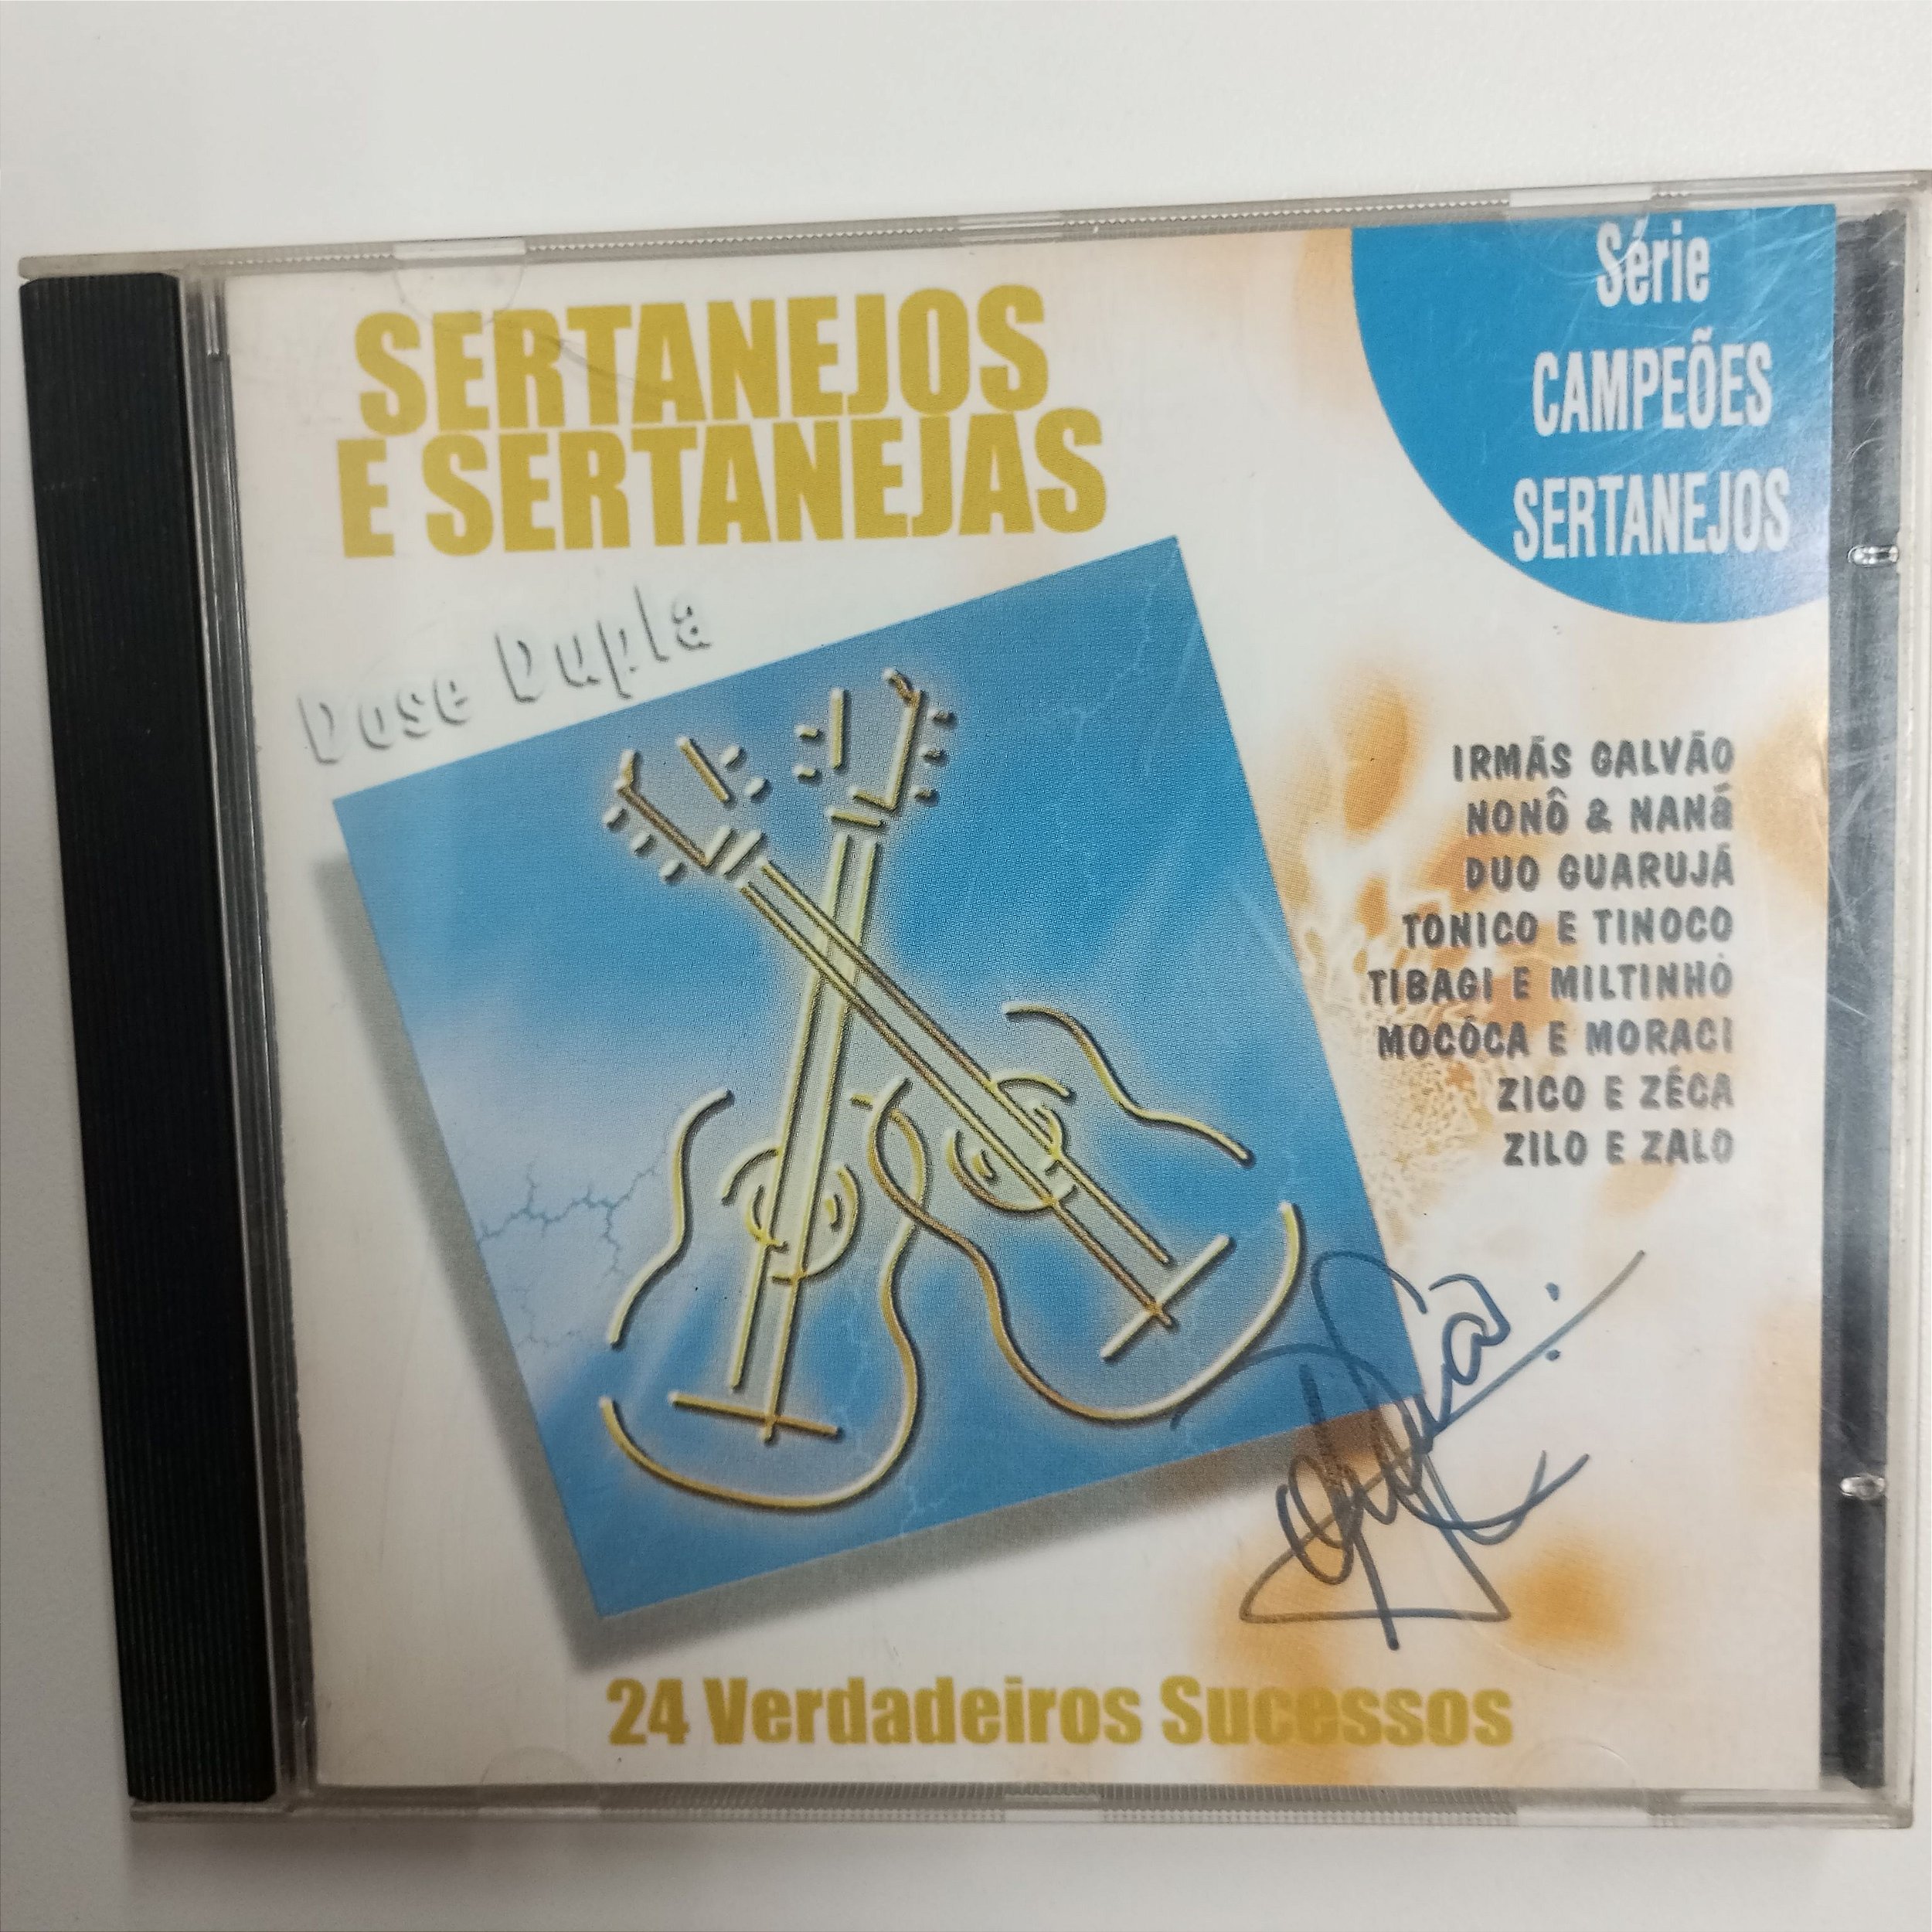 Série
CAMPEÕES
SERTANEJOS
SERTANEJOS
E SERTANEJAS
Dose Dupla
IRMÃS GALVÃO
NONÔ & NANá
DUO GUARUJÁ
TONICO E TINOCO
TIBAGI E MILTINHO
MOCÓCA E MORACI
ZICO E ZÉCA
ZILO E ZALO
24 Verdadeiros Sucessos